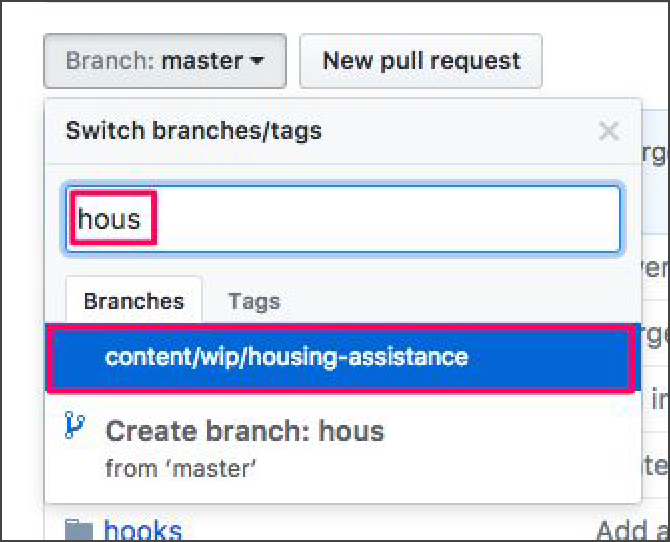 Branch: master
New pull request
Switch branches/tags
hous
Branches
Tags
content/wip/housing-assistance
Create branch: hous
from ‘master’
hooks
Add a